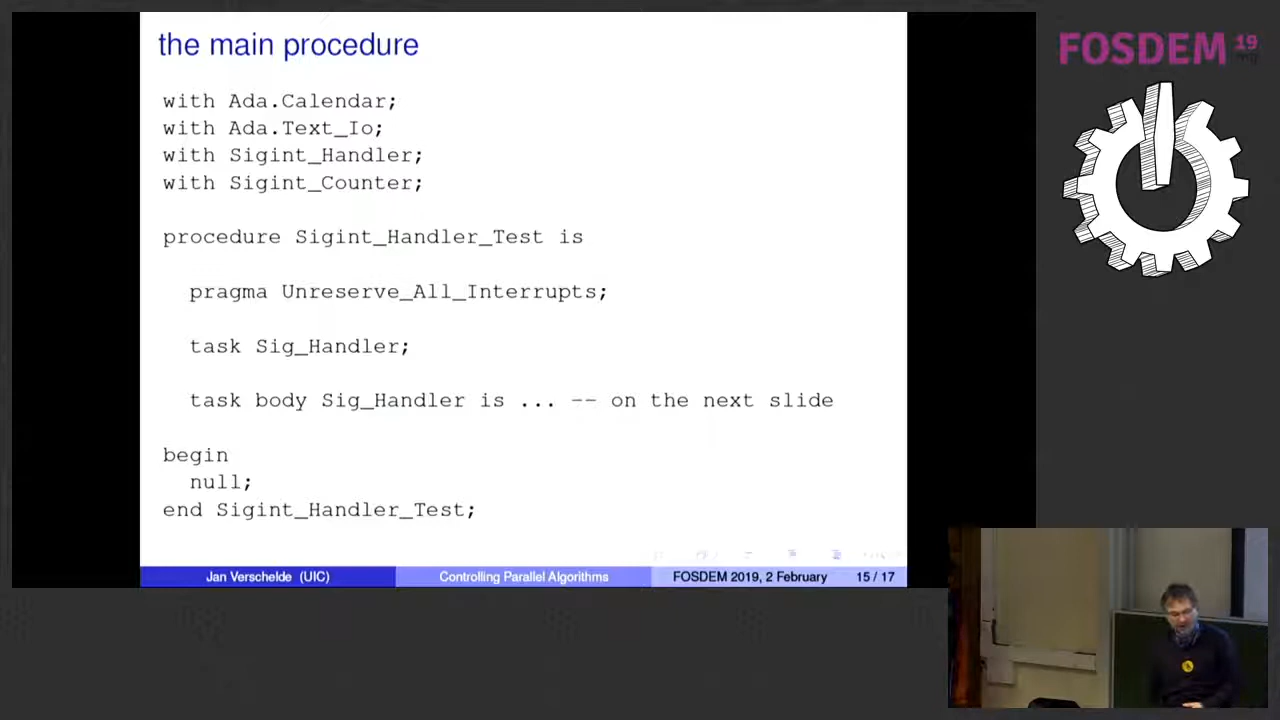 the main procedure
with Ada.Calendar;
with Ada.Text_Io;
with Sigint_Handler;
with Sigint_Counter;
procedure Sigint_Handler_Test is
pragma Unreserve_All_Interrupts;
task Sig_Handler;
task body Sig_Handler is ... -- on the next slide
begin
null;
end Sigint_Handler_Test;
Jan Verschelde (UIC) Controlling Parallel Algorithms FOSDEM 2019, 2 February 15 / 17
FOSDEM 19